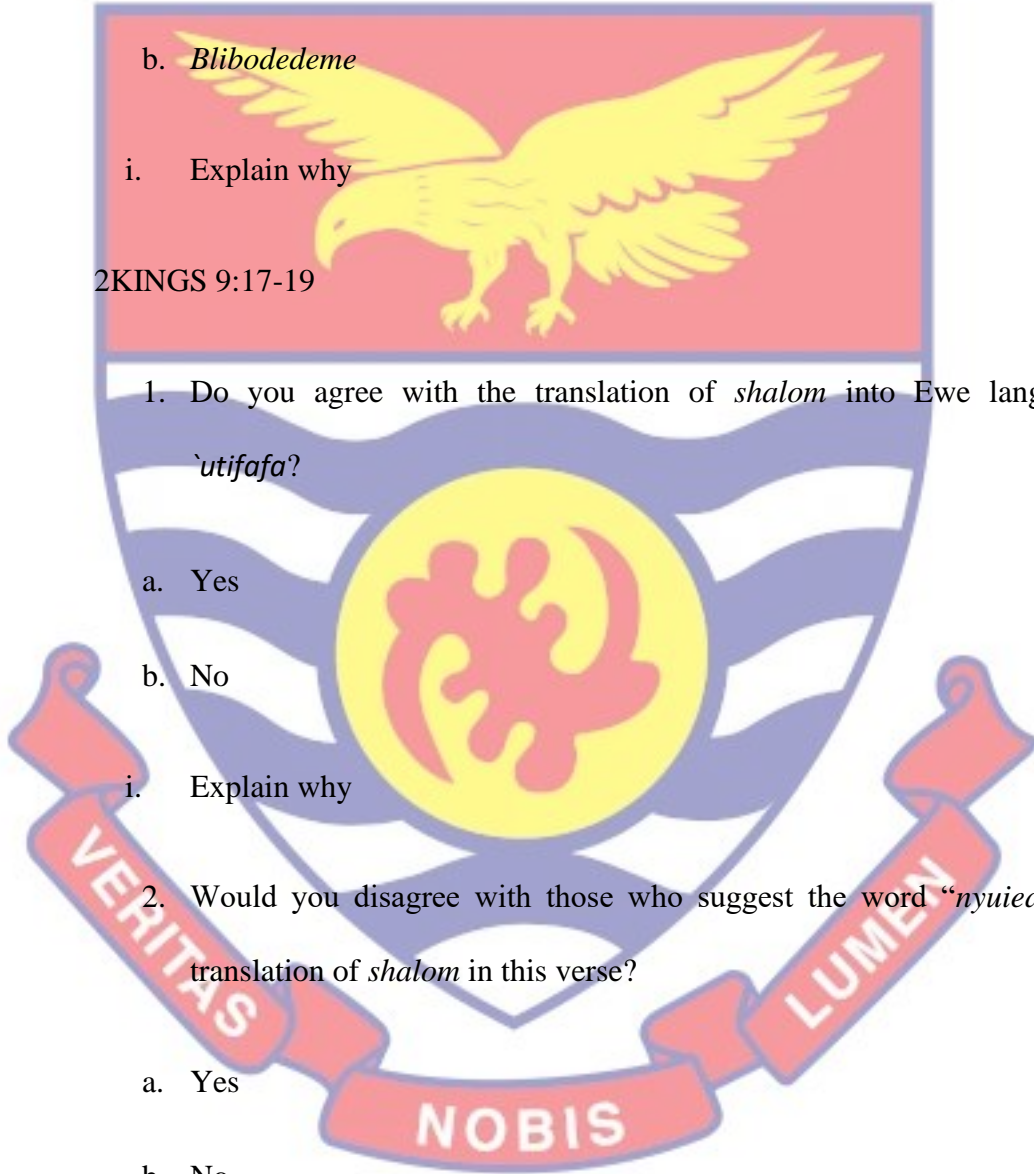 b. Blibodedeme
i. Explain why
2KINGS 9:17-19
1. Do you agree with the translation of shalom into Ewe
`utifafa?
a. Yes
b. No
i. Explain why
2. Would you disagree with those who suggest the word
translation of shalom in this verse?
a. Yes
b. No
VERITAS
NOBIS
LUMEN